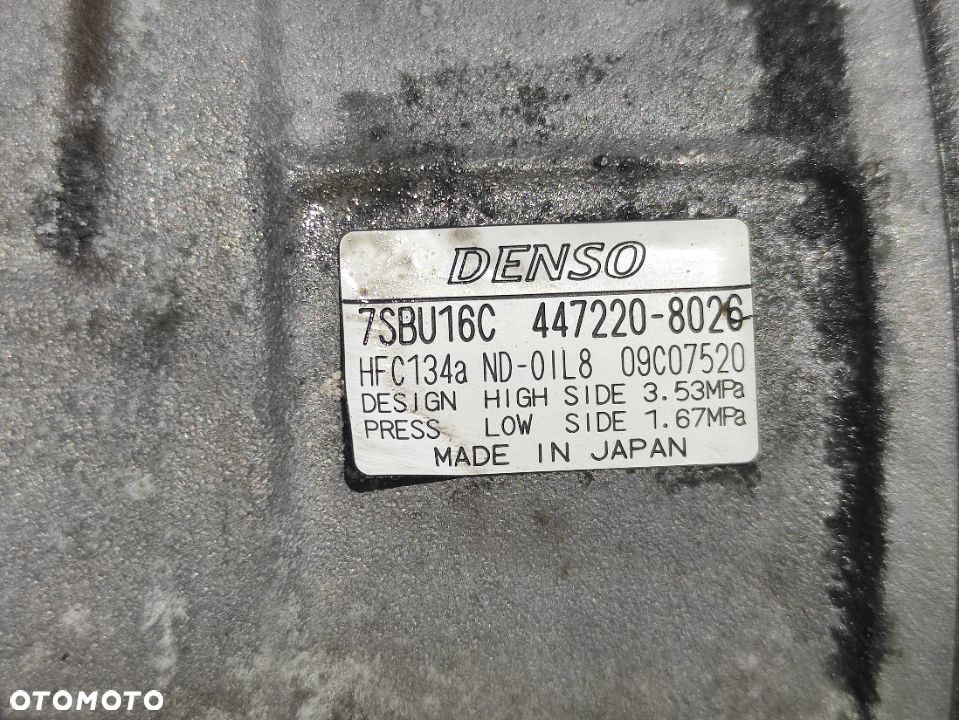 DENSO
7SBU16C 447220-8026
HFC134a ND-OIL8 09C07520
DESIGN HIGH SIDE 3.53MPa
PRESS LOW SIDE 1.67MPa
MADE IN JAPAN
OTOMOTO